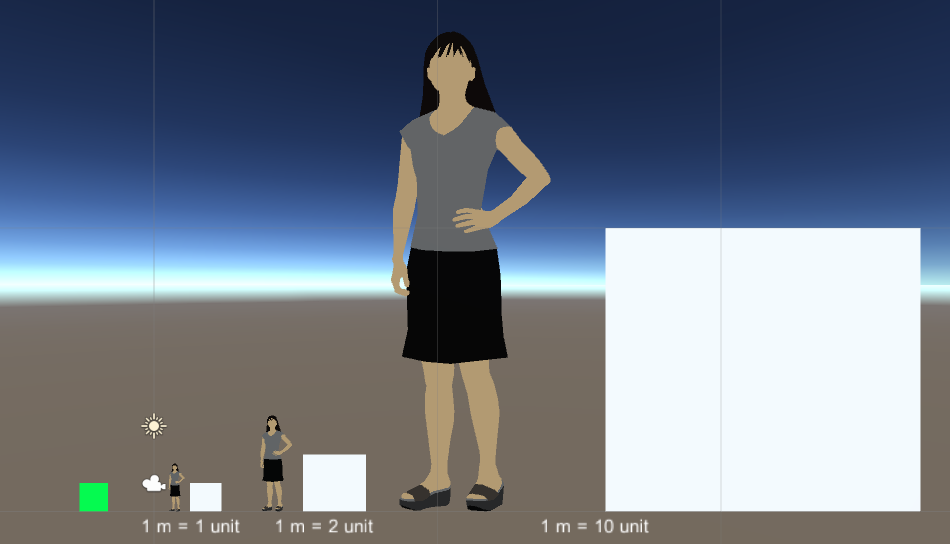 1 m = 1 unit
1 m = 2 unit
1 m = 10 unit